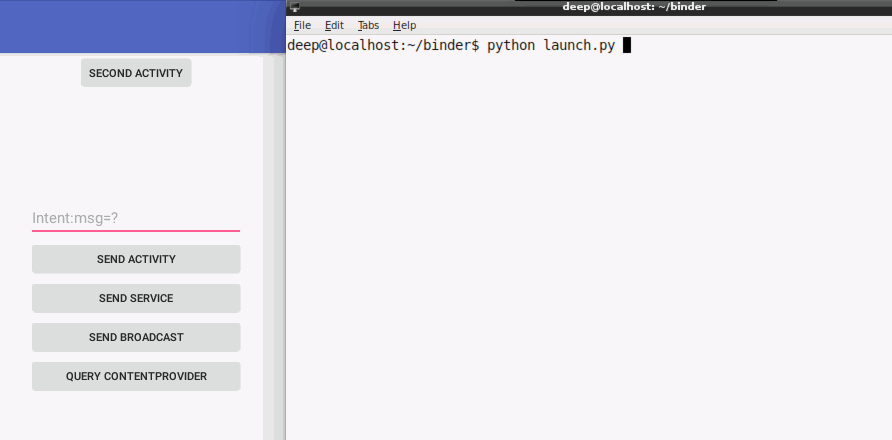 SECOND ACTIVITY
Intent:msg=?
SEND ACTIVITY
SEND SERVICE
SEND BROADCAST
QUERY CONTENTPROVIDER
deep@localhost: ~/binder
File Edit Tabs Help
deep@localhost:~/binder$ python launch.py